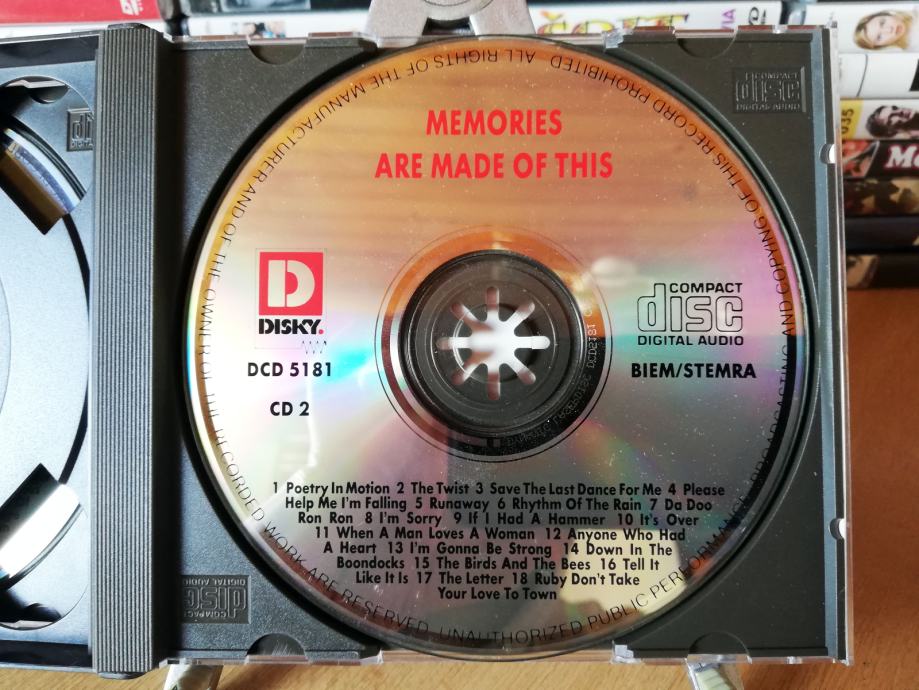 MEMORIES
ARE MADE OF THIS
D
DISKY.
DCD 5181
CD 2
COMPACT
disc
DIGITAL AUDIO
BIEM/STEMRA
1 Poetry In Motion 2 The Twist 3 Save The Last Dance For Me 4 Please
Help Me I'm Falling 5 Runaway 6 Rhythm Of The Rain 7 Da Doo
Ron Ron 8 I'm Sorry 9 If I Had A Hammer 10 It's Over
11 When A Man Loves A Woman 12 Anyone Who Had
A Heart 13 I'm Gonna Be Strong 14 Down In The
Boondocks 15 The Birds And The Bees 16 Tell It
Like It Is 17 The Letter 18 Ruby Don't Take
Your Love To Town
ALL RIGHTS OF THE MANUFACTURER AND OF THE OWNER OF THE RECORDED WORK ARE RESERVED. UNAUTHORIZED PUBLIC PERFORMANCE, BROADCASTING AND COPYING OF THIS RECORD PROHIBITED
COMPACT
disc
DIGITAL AUDIO
COMPACT
disc
DIGITAL AUDIO